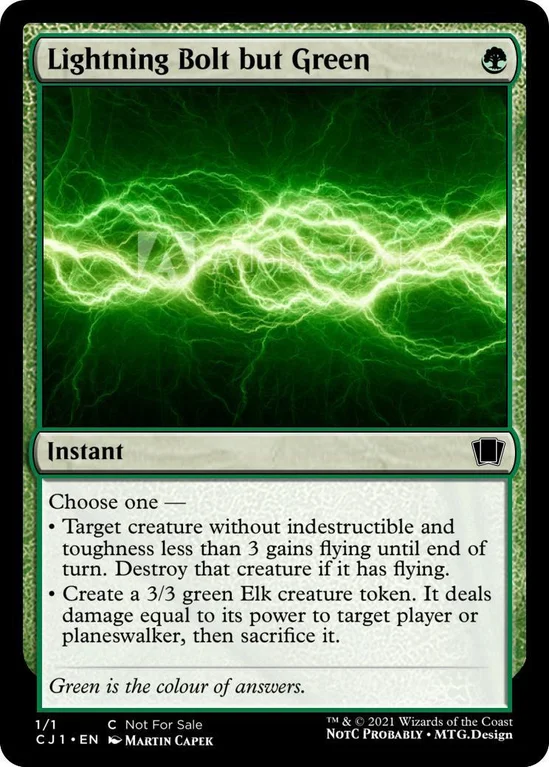 Lightning Bolt but Green
Instant
Choose one —
• Target creature without indestructible and
toughness less than 3 gains flying until end of
turn. Destroy that creature if it has flying.
• Create a 3/3 green Elk creature token. It deals
damage equal to its power to target player or
planeswalker, then sacrifice it.
Green is the colour of answers.
1/1 C Not For Sale
CJ1 • EN Martin Capek
™ & © 2021 Wizards of the Coast
NotC Probably • MTG.Design